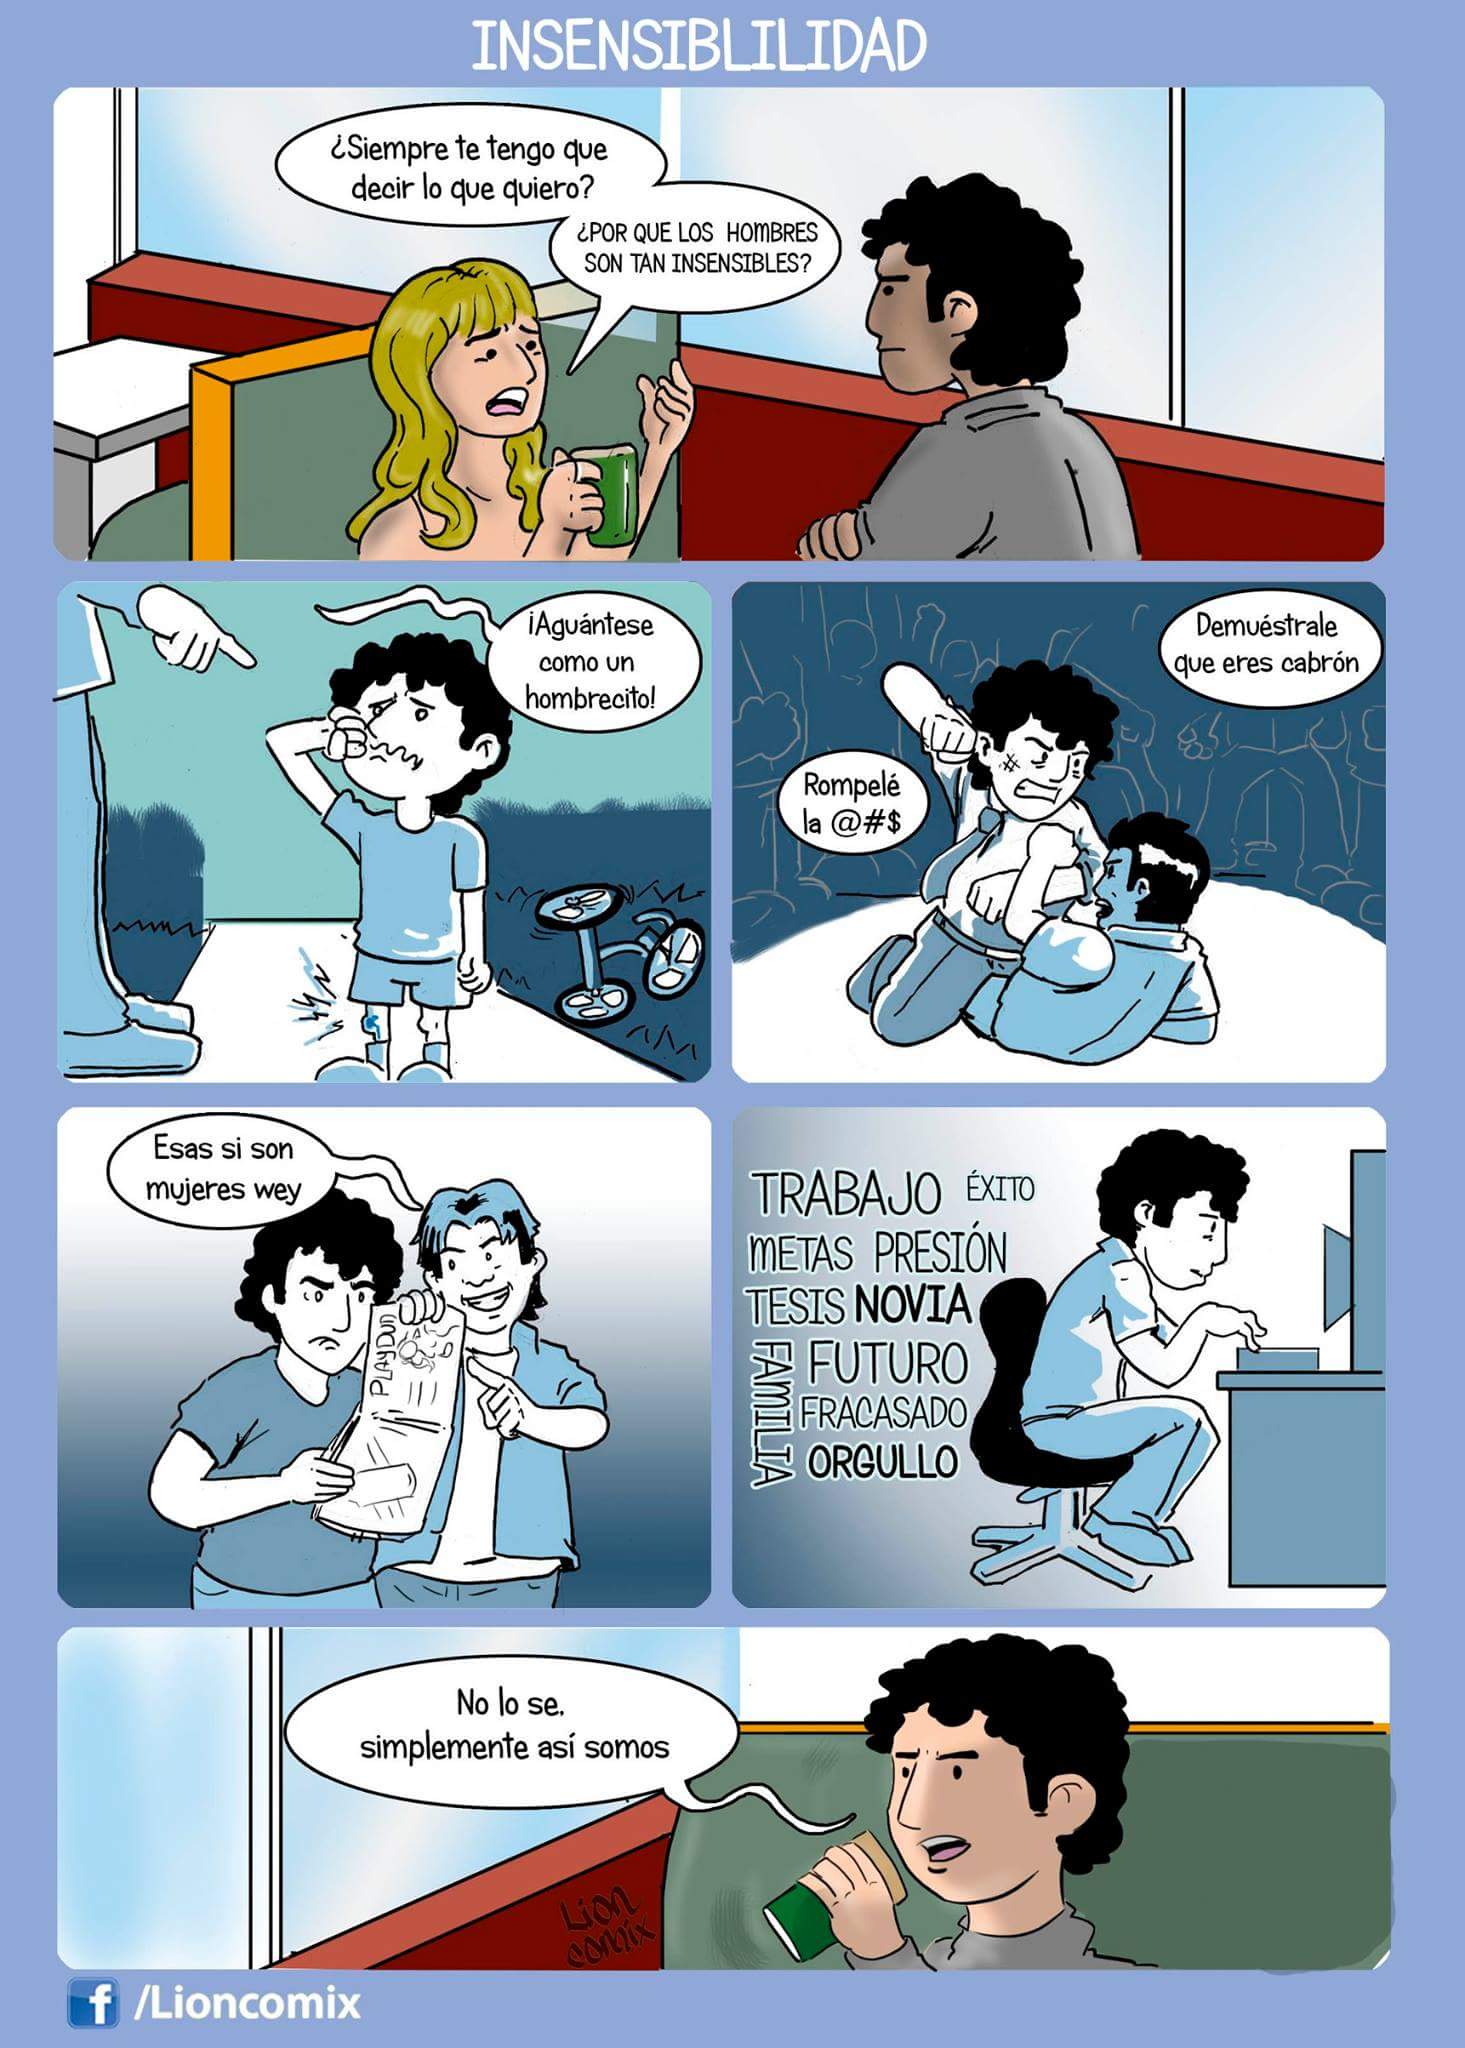 INSENSIBLILIDAD
¿Siempre te tengo que
decir lo que quiero?
¿POR QUE LOS HOMBRES
SON TAN INSENSIBLES?
¡Aguántese
como un
hombrecito!
Demuéstrale
que eres cabrón
Rompelé
la @#$
Esas si son
mujeres wey
TRABAJO ÉXITO
METAS PRESIÓN
TESIS NOVIA
FAMILIA
FUTURO
FRACASADO
ORGULLO
No lo se.
simplemente así somos
Lion
comix
f /Lioncomix